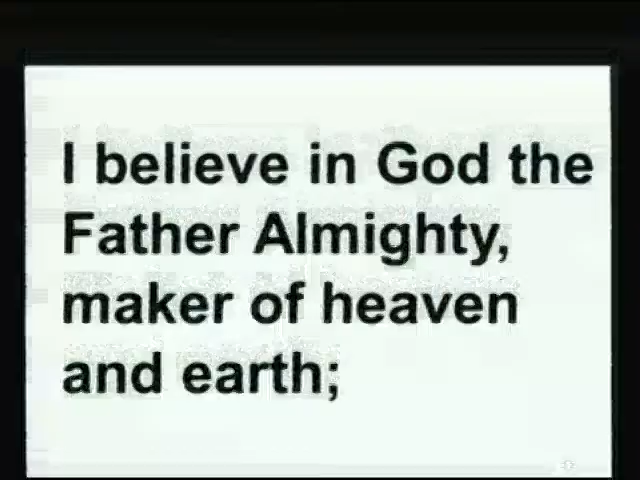 I believe in God the
Father Almighty,
maker of heaven
and earth;